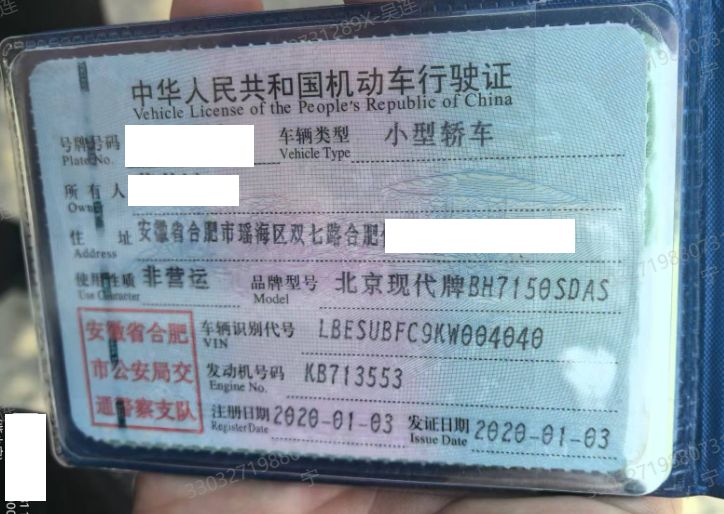 中华人民共和国机动车行驶证
Vehicle License of the People's Republic of China
号牌号码 车辆类型 小型轿车
Plate No. Vehicle Type
所有人
Owner
住址 安徽省合肥市瑶海区双七路合肥
Address
使用性质 非营运 品牌型号 北京现代牌BH7150SDAS
Use Character Model
安徽省合肥市公安局交通警察支队
车辆识别代号 LBESUBFC9KW004040
VIN
发动机号码 KB713553
Engine No.
注册日期 2020-01-03 发证日期 2020-01-03
Register Date Issue Date